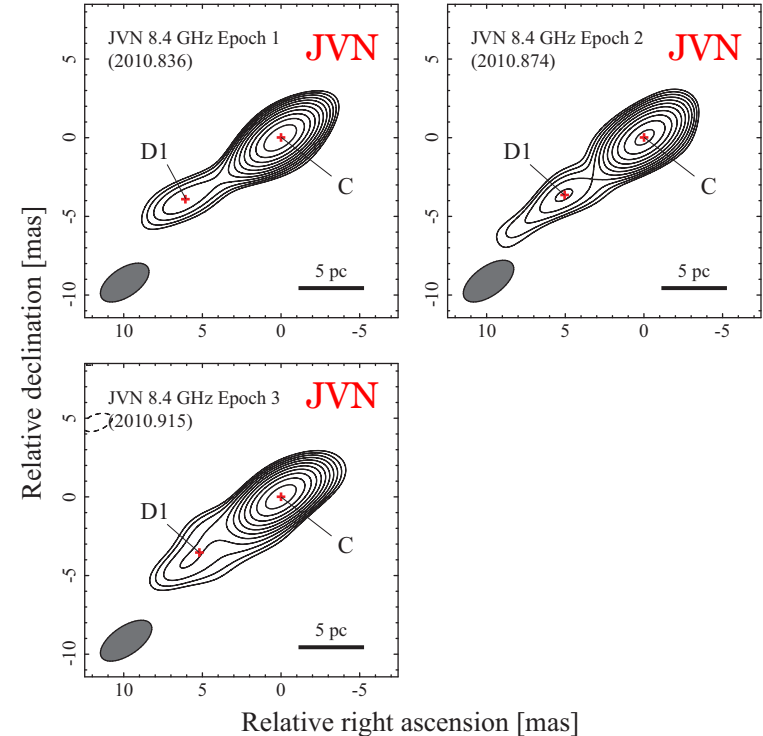 JVN 8.4 GHz Epoch 1
(2010.836)
JVN
D1
C
5 pc
5
0
-5
-10
10
5
0
-5
JVN 8.4 GHz Epoch 2
(2010.874)
JVN
D1
C
5 pc
5
0
-5
-10
10
5
0
-5
JVN 8.4 GHz Epoch 3
(2010.915)
JVN
D1
C
5 pc
5
0
-5
-10
10
5
0
-5
Relative declination [mas]
Relative right ascension [mas]